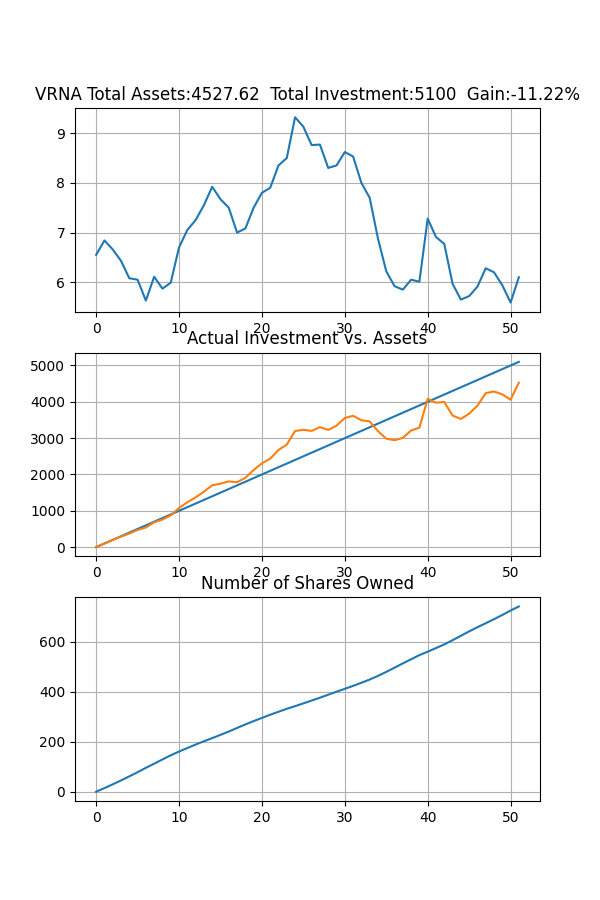 VRNA Total Assets:4527.62  Total Investment:5100  Gain:-11.22%
9
8
7
6
0 10 20 30 40 50
Actual Investment vs. Assets
5000
4000
3000
2000
1000
0
0 10 20 30 40 50
Number of Shares Owned
600
400
200
0
0 10 20 30 40 50